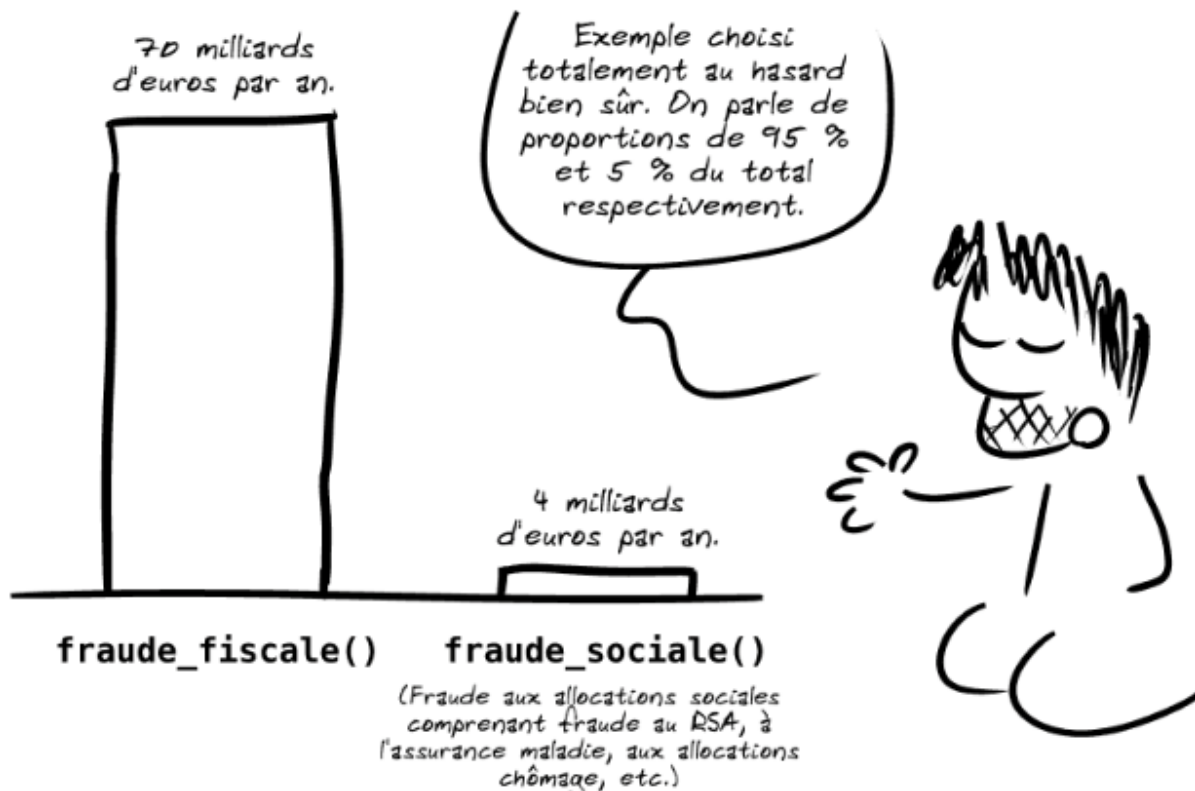 70 milliards
d'euros par an.
Exemple choisi
totalement au hasard
bien sûr. On parle de
proportions de 95 %
et 5 % du total
respectivement.
4 milliards
d'euros par an.
fraude_fiscale()
fraude_sociale()
(Fraude aux allocations sociales
comprenant fraude au RSA, à
l'assurance maladie, aux allocations
chômage, etc.)